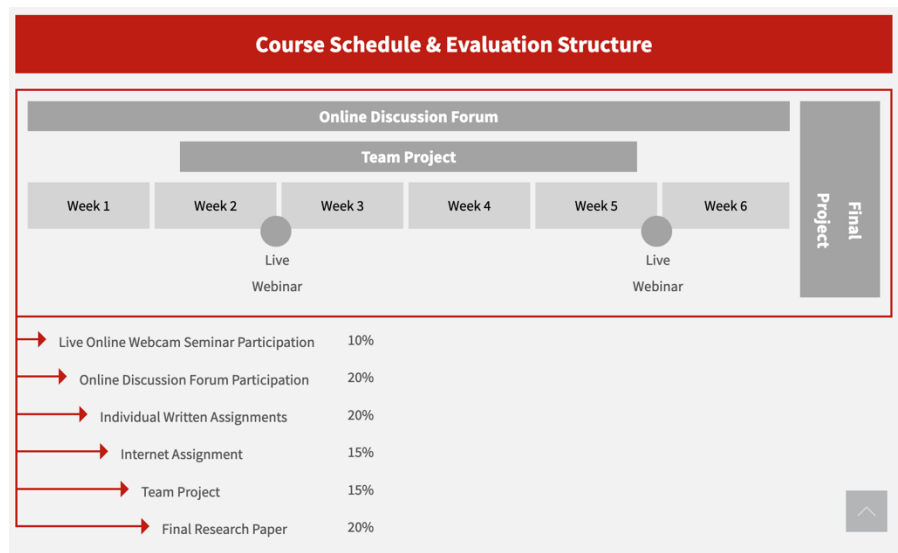 Course Schedule & Evaluation Structure
Online Discussion Forum
Team Project
Week 1 Week 2 Week 3 Week 4 Week 5 Week 6
Final
Project
Live
Webinar
Live
Webinar
Live Online Webcam Seminar Participation 10%
Online Discussion Forum Participation 20%
Individual Written Assignments 20%
Internet Assignment 15%
Team Project 15%
Final Research Paper 20%